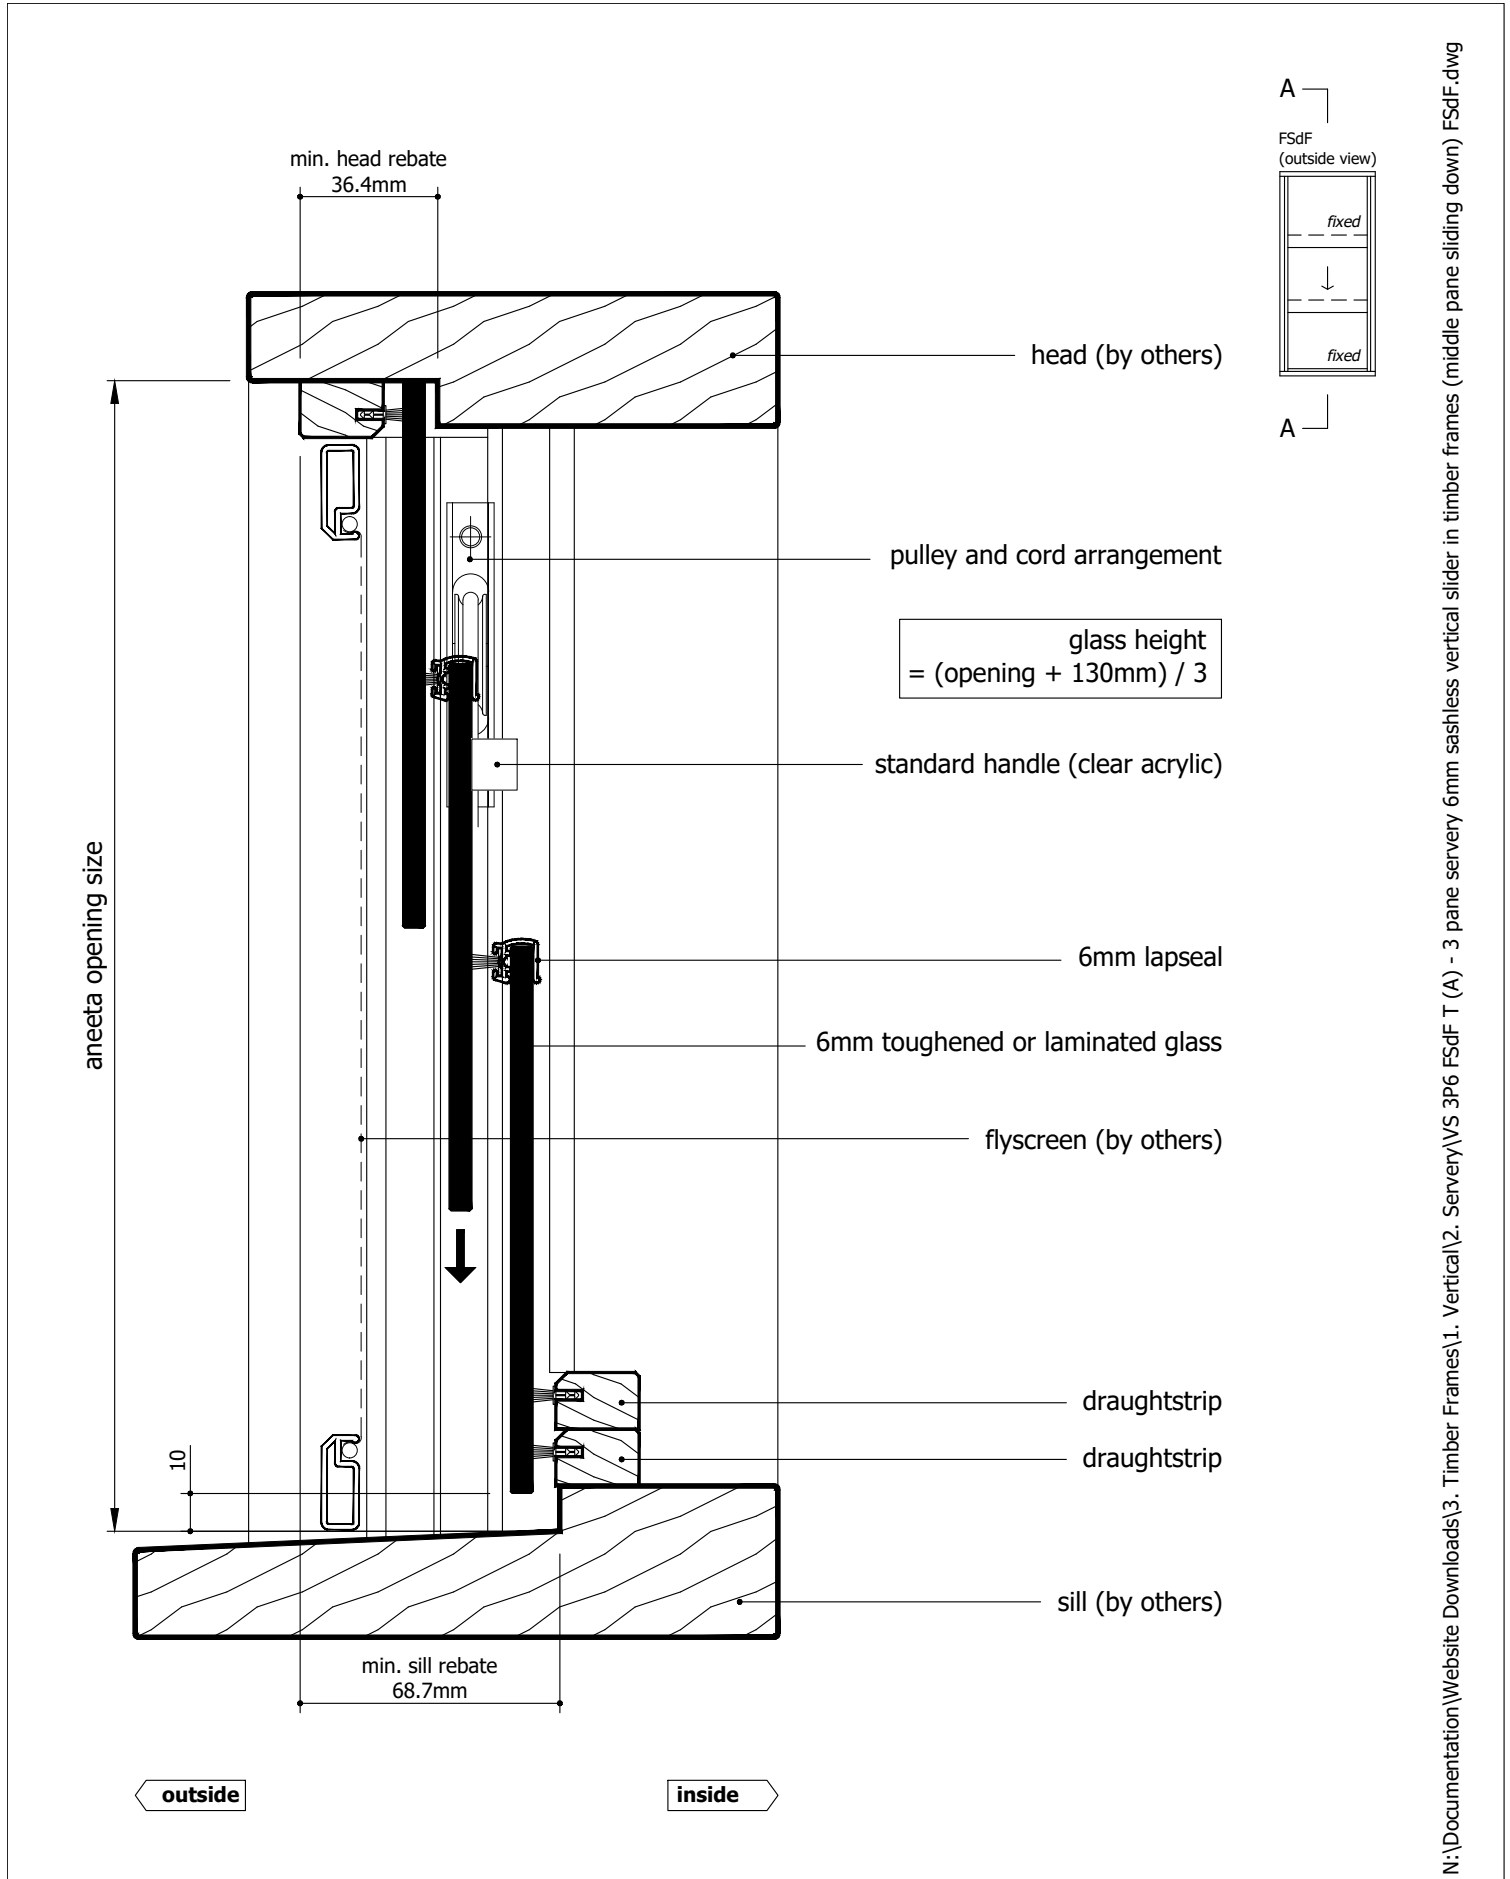 A
FSdF
(outside view)
fixed
fixed
A
min. head rebate
36.4mm
head (by others)
pulley and cord arrangement
glass height
= (opening + 130mm) / 3
standard handle (clear acrylic)
aneeta opening size
6mm lapseal
6mm toughened or laminated glass
flyscreen (by others)
draughtstrip
draughtstrip
10
sill (by others)
min. sill rebate
68.7mm
outside
inside
N:\Documentation\Website Downloads\3. Timber Frames\1. Vertical\2. Servery\VS 3P6 FSdF T (A) - 3 pane servery 6mm sashless vertical slider in timber frames (middle pane sliding down) FSdF.dwg